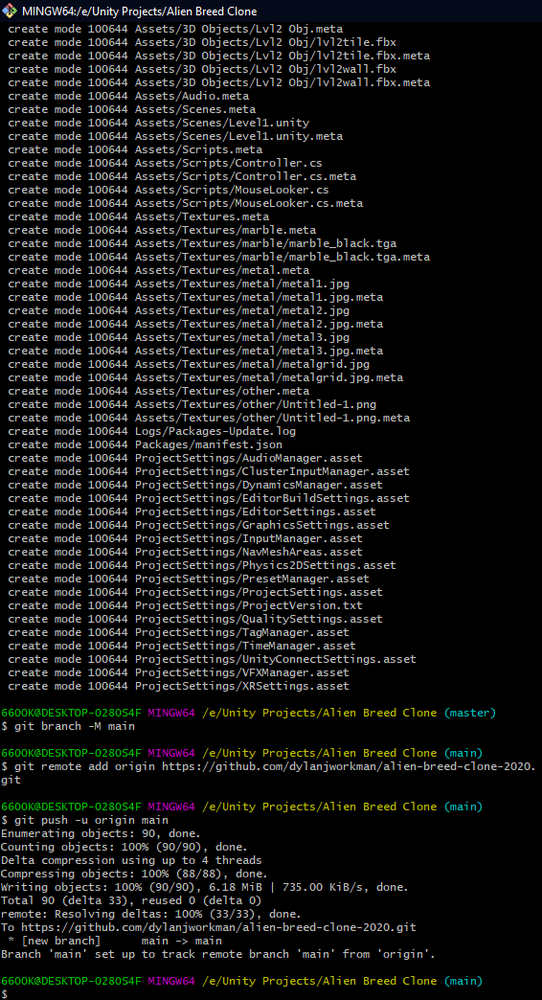 MINGW64:/e/Unity Projects/Alien Breed Clone
create mode 100644 Assets/3D Objects/Lvl2 Obj.meta
create mode 100644 Assets/3D Objects/Lvl2 Obj/lvl2tile.fbx
create mode 100644 Assets/3D Objects/Lvl2 Obj/lvl2tile.fbx.meta
create mode 100644 Assets/3D Objects/Lvl2 Obj/lvl2wall.fbx
create mode 100644 Assets/3D Objects/Lvl2 Obj/lvl2wall.fbx.meta
create mode 100644 Assets/Audio.meta
create mode 100644 Assets/Scenes.meta
create mode 100644 Assets/Scenes/Level1.unity
create mode 100644 Assets/Scenes/Level1.unity.meta
create mode 100644 Assets/Scripts.meta
create mode 100644 Assets/Scripts/Controller.cs
create mode 100644 Assets/Scripts/Controller.cs.meta
create mode 100644 Assets/Scripts/MouseLooker.cs
create mode 100644 Assets/Scripts/MouseLooker.cs.meta
create mode 100644 Assets/Textures.meta
create mode 100644 Assets/Textures/marble.meta
create mode 100644 Assets/Textures/marble/marble_black.tga
create mode 100644 Assets/Textures/marble/marble_black.tga.meta
create mode 100644 Assets/Textures/metal.meta
create mode 100644 Assets/Textures/metal/metal1.jpg
create mode 100644 Assets/Textures/metal/metal1.jpg.meta
create mode 100644 Assets/Textures/metal/metal2.jpg
create mode 100644 Assets/Textures/metal/metal2.jpg.meta
create mode 100644 Assets/Textures/metal/metal3.jpg
create mode 100644 Assets/Textures/metal/metal3.jpg.meta
create mode 100644 Assets/Textures/metal/metalgrid.jpg
create mode 100644 Assets/Textures/metal/metalgrid.jpg.meta
create mode 100644 Assets/Textures/other.meta
create mode 100644 Assets/Textures/other/Untitled-1.png
create mode 100644 Assets/Textures/other/Untitled-1.png.meta
create mode 100644 Logs/Packages-Update.log
create mode 100644 Packages/manifest.json
create mode 100644 ProjectSettings/AudioManager.asset
create mode 100644 ProjectSettings/ClusterInputManager.asset
create mode 100644 ProjectSettings/DynamicsManager.asset
create mode 100644 ProjectSettings/EditorBuildSettings.asset
create mode 100644 ProjectSettings/EditorSettings.asset
create mode 100644 ProjectSettings/GraphicsSettings.asset
create mode 100644 ProjectSettings/InputManager.asset
create mode 100644 ProjectSettings/NavMeshAreas.asset
create mode 100644 ProjectSettings/Physics2DSettings.asset
create mode 100644 ProjectSettings/PresetManager.asset
create mode 100644 ProjectSettings/ProjectSettings.asset
create mode 100644 ProjectSettings/ProjectVersion.txt
create mode 100644 ProjectSettings/QualitySettings.asset
create mode 100644 ProjectSettings/TagManager.asset
create mode 100644 ProjectSettings/TimeManager.asset
create mode 100644 ProjectSettings/UnityConnectSettings.asset
create mode 100644 ProjectSettings/VFXManager.asset
create mode 100644 ProjectSettings/XRSettings.asset
6600K@DESKTOP-O280S4F MINGW64 /e/Unity Projects/Alien Breed Clone (master)
$ git branch -M main
6600K@DESKTOP-O280S4F MINGW64 /e/Unity Projects/Alien Breed Clone (main)
$ git remote add origin https://github.com/dylanjworkman/alien-breed-clone-2020.
git
6600K@DESKTOP-O280S4F MINGW64 /e/Unity Projects/Alien Breed Clone (main)
$ git push -u origin main
Enumerating objects: 90, done.
Counting objects: 100% (90/90), done.
Delta compression using up to 4 threads
Compressing objects: 100% (88/88), done.
Writing objects: 100% (90/90), 6.18 MiB | 735.00 KiB/s, done.
Total 90 (delta 33), reused 0 (delta 0)
remote: Resolving deltas: 100% (33/33), done.
To https://github.com/dylanjworkman/alien-breed-clone-2020.git
* [new branch]      main -> main
Branch 'main' set up to track remote branch 'main' from 'origin'.
6600K@DESKTOP-O280S4F MINGW64 /e/Unity Projects/Alien Breed Clone (main)
$